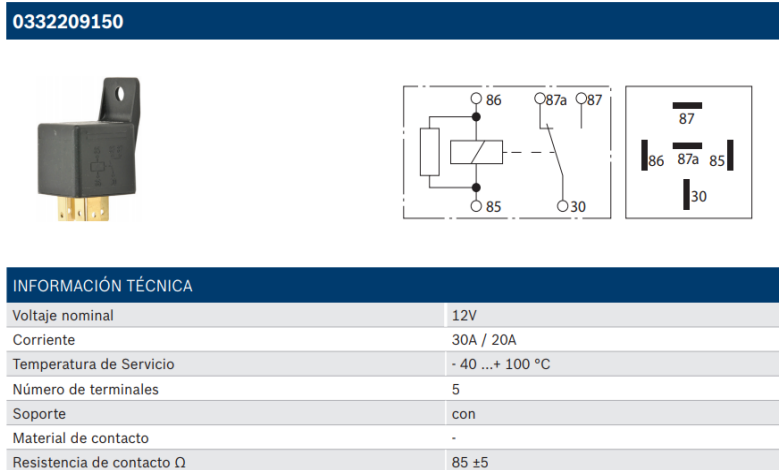 0332209150
86 87a 87
85 30
87
86 87a 85
30
INFORMACIÓN TÉCNICA
Voltaje nominal 12V
Corriente 30A / 20A
Temperatura de Servicio - 40 ...+ 100 °C
Número de terminales 5
Soporte con
Material de contacto -
Resistencia de contacto Ω 85 ±5